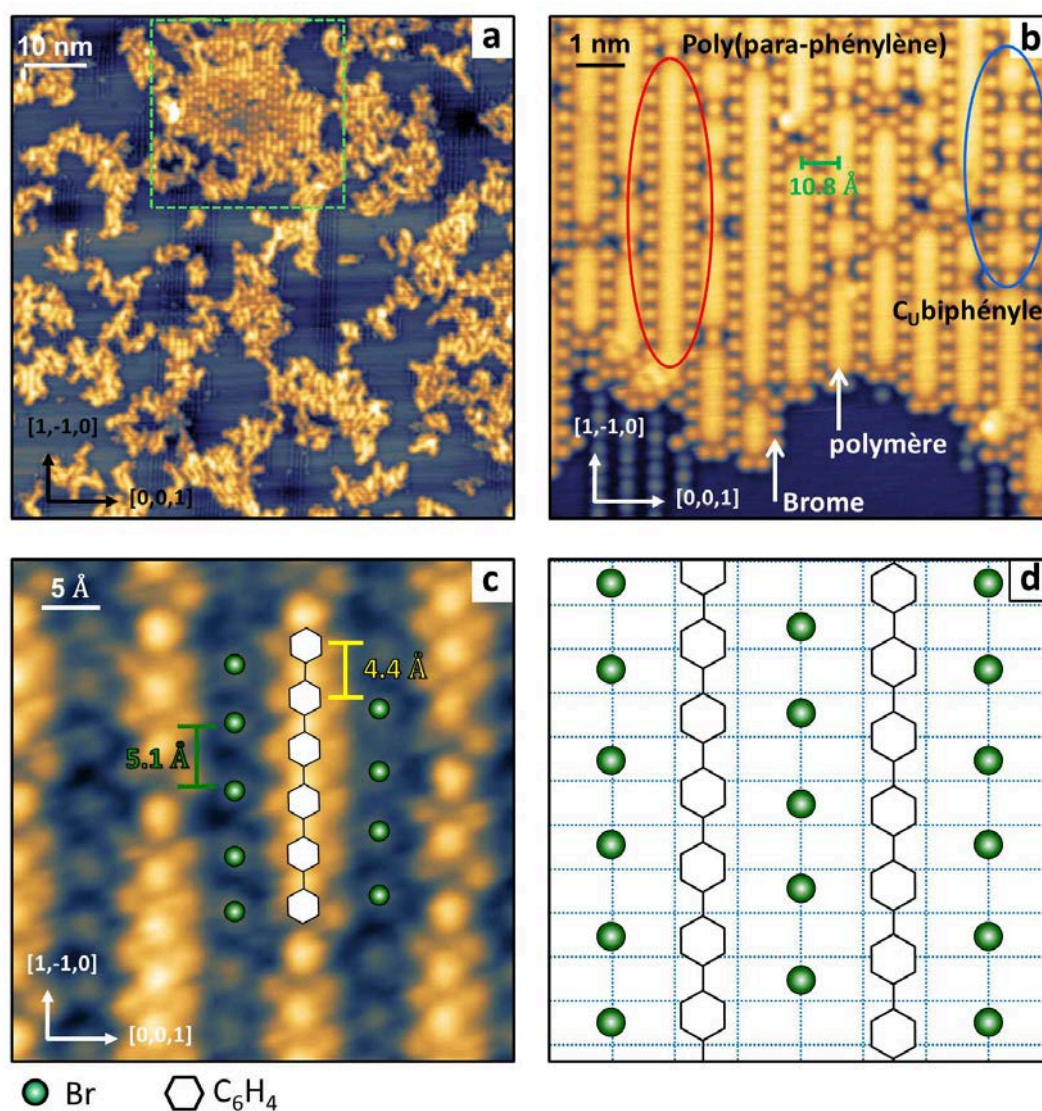 10 nm
a
[1,-1,0]
[0,0,1]
1 nm
Poly(para-phénylène)
b
10.8 Å
CUbiphényle
polymère
[1,-1,0]
[0,0,1]
Brome
5 Å
c
4.4 Å
5.1 Å
[1,-1,0]
[0,0,1]
d
Br
C6H4